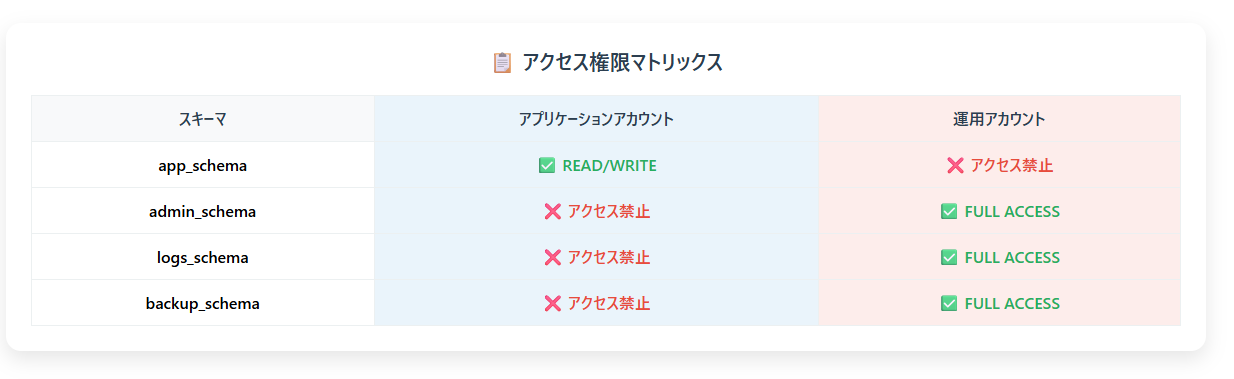 📋 アクセス権限マトリックス
スキーマ アプリケーションアカウント 運用アカウント
app_schema ✅ READ/WRITE ❌ アクセス禁止
admin_schema ❌ アクセス禁止 ✅ FULL ACCESS
logs_schema ❌ アクセス禁止 ✅ FULL ACCESS
backup_schema ❌ アクセス禁止 ✅ FULL ACCESS